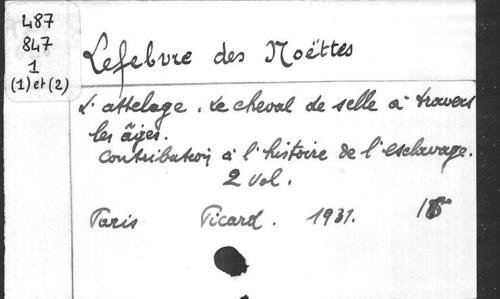 487
847
1
(1) et (2)
Lefebvre des Noëttes
L'attelage. Le cheval de selle à travers
les âges.
Contribution à l'histoire de l'esclavage.
2 vol.
Paris Picard. 1931.